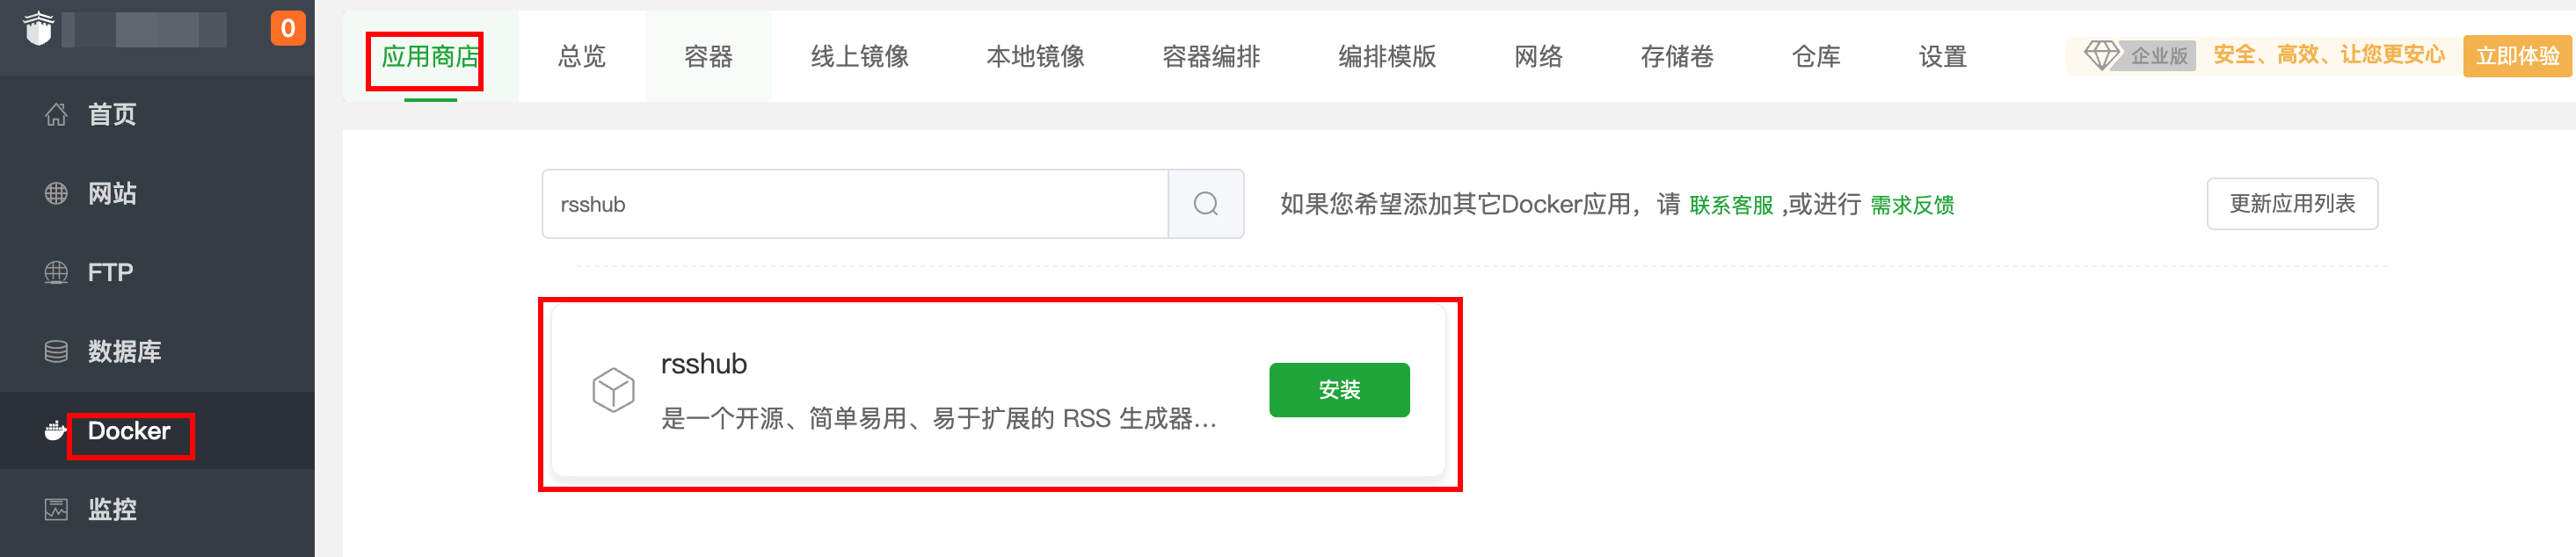 0
首页
网站
FTP
数据库
Docker
监控
应用商店 总览 容器 线上镜像 本地镜像 容器编排 编排模版 网络 存储卷 仓库 设置
企业版 安全、高效、让您更安心 立即体验
rsshub
如果您希望添加其它Docker应用，请 联系客服 ,或进行 需求反馈
更新应用列表
rsshub
是一个开源、简单易用、易于扩展的 RSS 生成器...
安装